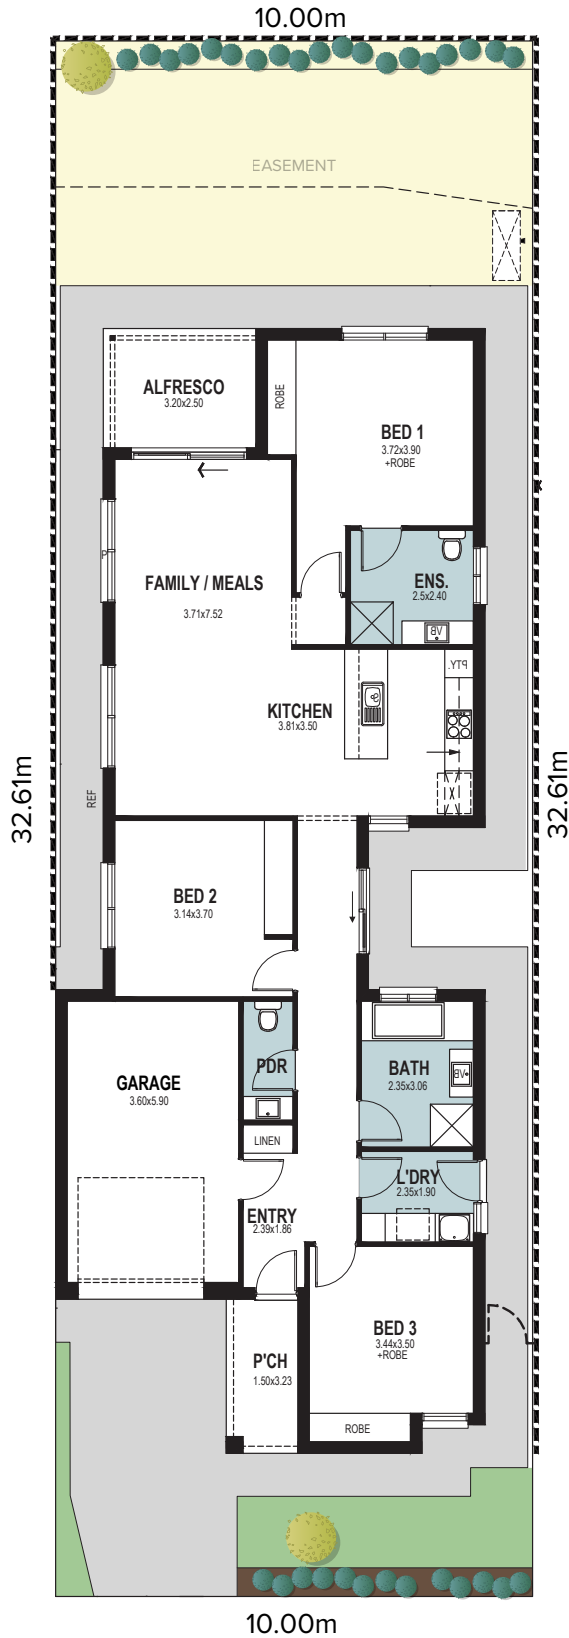 10.00m
EASEMENT
ALFRESCO
3.20x2.50
ROBE
BED 1
3.72x3.90
+ROBE
P
FAMILY / MEALS
3.71x7.52
ENS.
2.5x2.40
VB
PTY.
KITCHEN
3.81x3.50
REF
32.61m
32.61m
BED 2
3.14x3.70
GARAGE
3.60x5.90
PDR
BATH
2.35x3.06
VB
LINEN
L'DRY
2.35x1.90
ENTRY
2.39x1.86
BED 3
3.44x3.50
+ROBE
P'CH
1.50x3.23
ROBE
10.00m